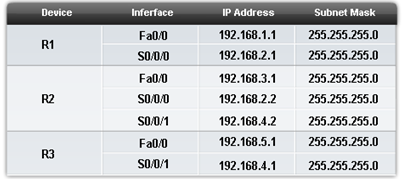 Device Inferface IP Address Subnet Mask
R1 Fa0/0 192.168.1.1 255.255.255.0
S0/0/0 192.168.2.1 255.255.255.0
R2 Fa0/0 192.168.3.1 255.255.255.0
S0/0/0 192.168.2.2 255.255.255.0
S0/0/1 192.168.4.2 255.255.255.0
R3 Fa0/0 192.168.5.1 255.255.255.0
S0/0/1 192.168.4.1 255.255.255.0